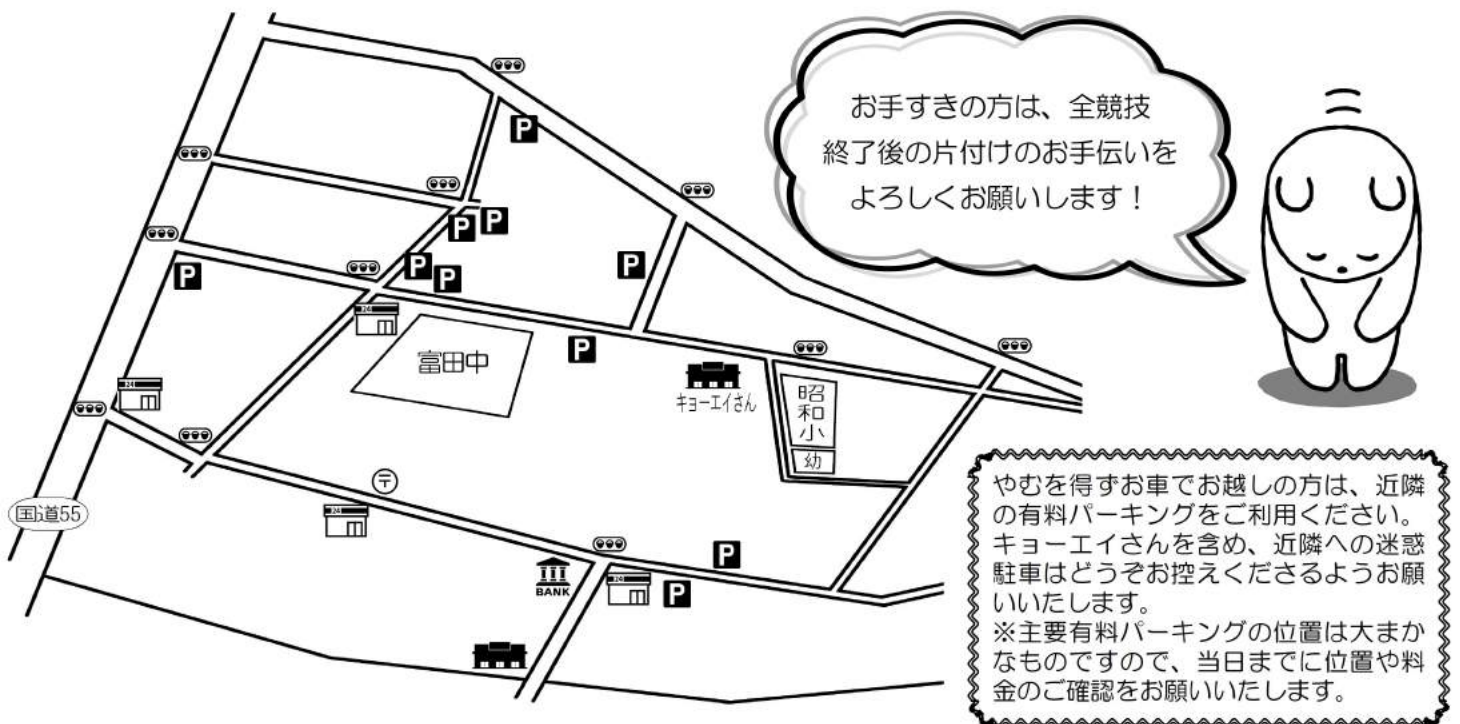 お手すきの方は、全競技
終了後の片付けのお手伝いを
よろしくお願いします！
P
P
P
P
P
P
P
24
富田中
P
キョーエイさん
昭和小
幼
24
〒
24
国道55
BANK
24
P
P
やむを得ずお車でお越しの方は、近隣
の有料パーキングをご利用ください。
キョーエイさんを含め、近隣への迷惑
駐車はどうぞお控えくださるようお願
いいたします。
※主要有料パーキングの位置は大まか
なものですので、当日までに位置や料
金のご確認をお願いいたします。